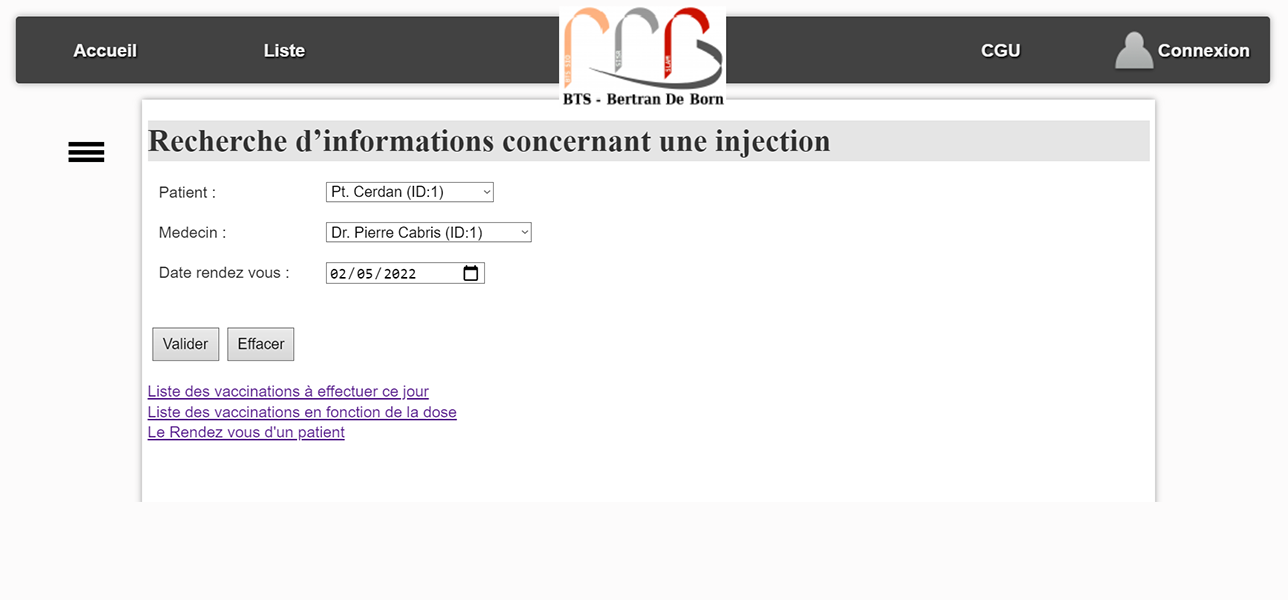 Accueil
Liste
BTS - Bertran De Born
CGU
Connexion
Recherche d’informations concernant une injection
Patient :
Pt. Cerdan (ID:1)
Medecin :
Dr. Pierre Cabris (ID:1)
Date rendez vous :
02/05/2022
Valider
Effacer
Liste des vaccinations à effectuer ce jour
Liste des vaccinations en fonction de la dose
Le Rendez vous d'un patient